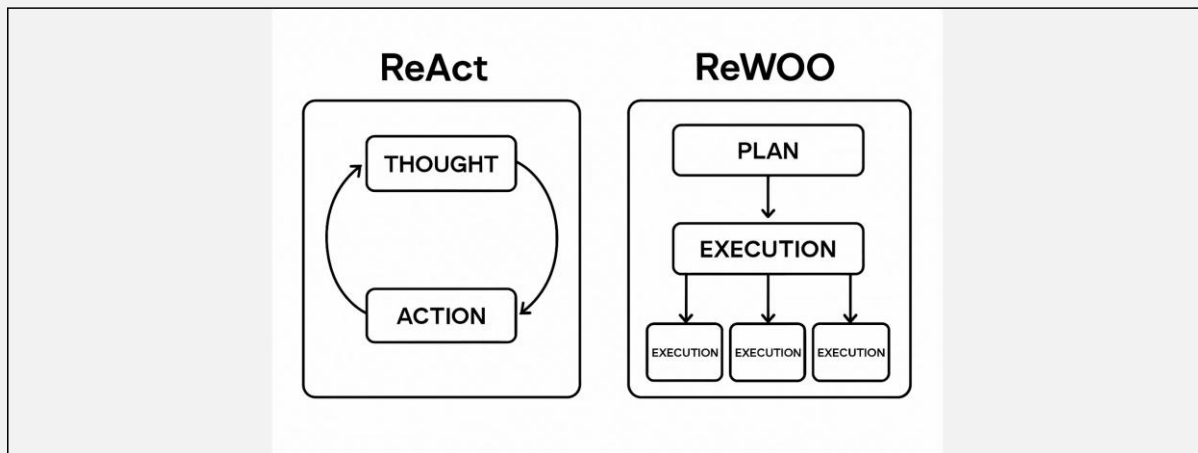 ReAct
THOUGHT
ACTION
ReWOO
PLAN
EXECUTION
EXECUTION
EXECUTION
EXECUTION